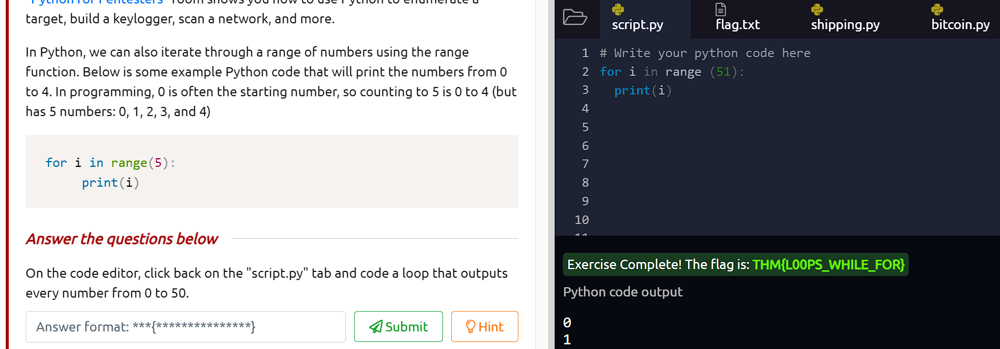 "Python for Pentesters" room shows you how to use Python to enumerate a
target, build a keylogger, scan a network, and more.
In Python, we can also iterate through a range of numbers using the range
function. Below is some example Python code that will print the numbers from 0
to 4. In programming, 0 is often the starting number, so counting to 5 is 0 to 4 (but
has 5 numbers: 0, 1, 2, 3, and 4)
for i in range(5):
     print(i)
Answer the questions below
On the code editor, click back on the "script.py" tab and code a loop that outputs
every number from 0 to 50.
Answer format: ***{***************}
Submit
Hint
script.py
flag.txt
shipping.py
bitcoin.py
1 # Write your python code here
2 for i in range (51):
3   print(i)
4
5
6
7
8
9
10
11
Exercise Complete! The flag is: THM{L00PS_WHILE_FOR}
Python code output
0
1